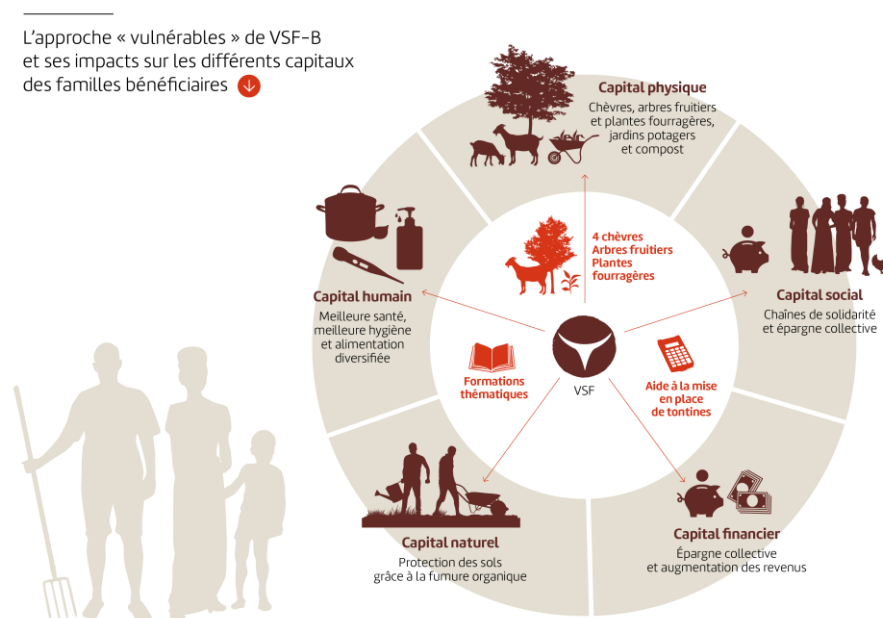 L'approche « vulnérables » de VSF-B
et ses impacts sur les différents capitaux
des familles bénéficiaires
Capital physique
Chèvres, arbres fruitiers
et plantes fourragères,
jardins potagers
et compost
4 chèvres
Arbres fruitiers
Plantes
fourragères
Capital humain
Meilleure santé,
meilleure hygiène
et alimentation
diversifiée
Capital social
Chaînes de solidarité
et épargne collective
Formations
thématiques
VSF
Aide à la mise
en place
de tontines
Capital naturel
Protection des sols
grâce à la fumure organique
Capital financier
Épargne collective
et augmentation des revenus